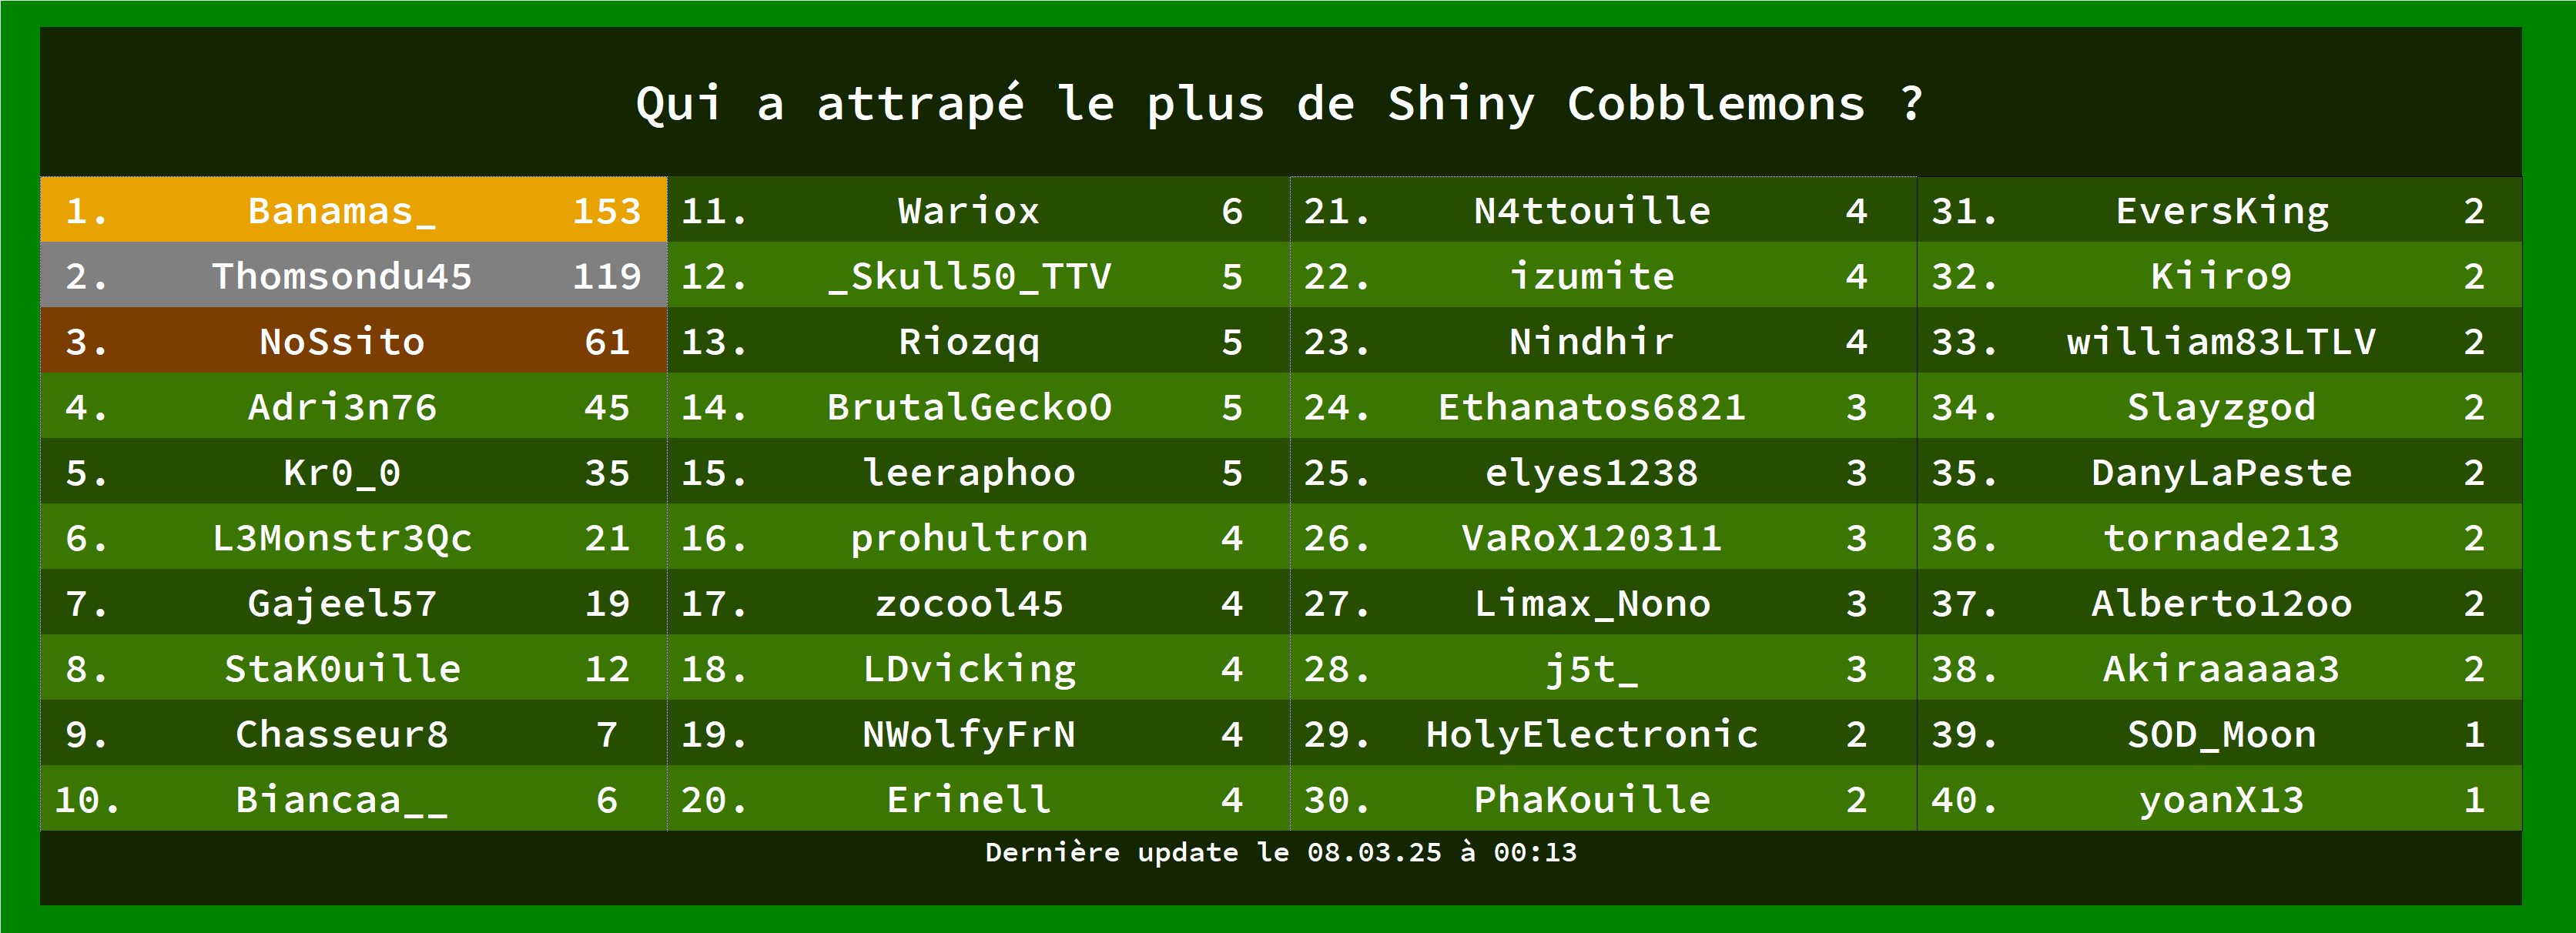 Qui a attrapé le plus de Shiny Cobblemons ?
1. Banamas_ 153 11. Wariox 6 21. N4ttouille 4 31. EversKing 2
2. Thomsondu45 119 12. _Skull50_TTV 5 22. izumite 4 32. Kiiro9 2
3. NoSsito 61 13. Riozqq 5 23. Nindhir 4 33. william83LTLV 2
4. Adri3n76 45 14. BrutalGeckoO 5 24. Ethanatos6821 3 34. Slayzgod 2
5. Kr0_0 35 15. leeraphoo 5 25. elyes1238 3 35. DanyLaPeste 2
6. L3Monstr3Qc 21 16. prohultron 4 26. VaRoX120311 3 36. tornade213 2
7. Gajeel57 19 17. zocool45 4 27. Limax_Nono 3 37. Alberto12oo 2
8. StaK0uille 12 18. LDvicking 4 28. j5t_ 3 38. Akiraaaaa3 2
9. Chasseur8 7 19. NWolfyFrN 4 29. HolyElectronic 2 39. SOD_Moon 1
10. Biancaa__ 6 20. Erinell 4 30. PhaKouille 2 40. yoanX13 1
Dernière update le 08.03.25 à 00:13